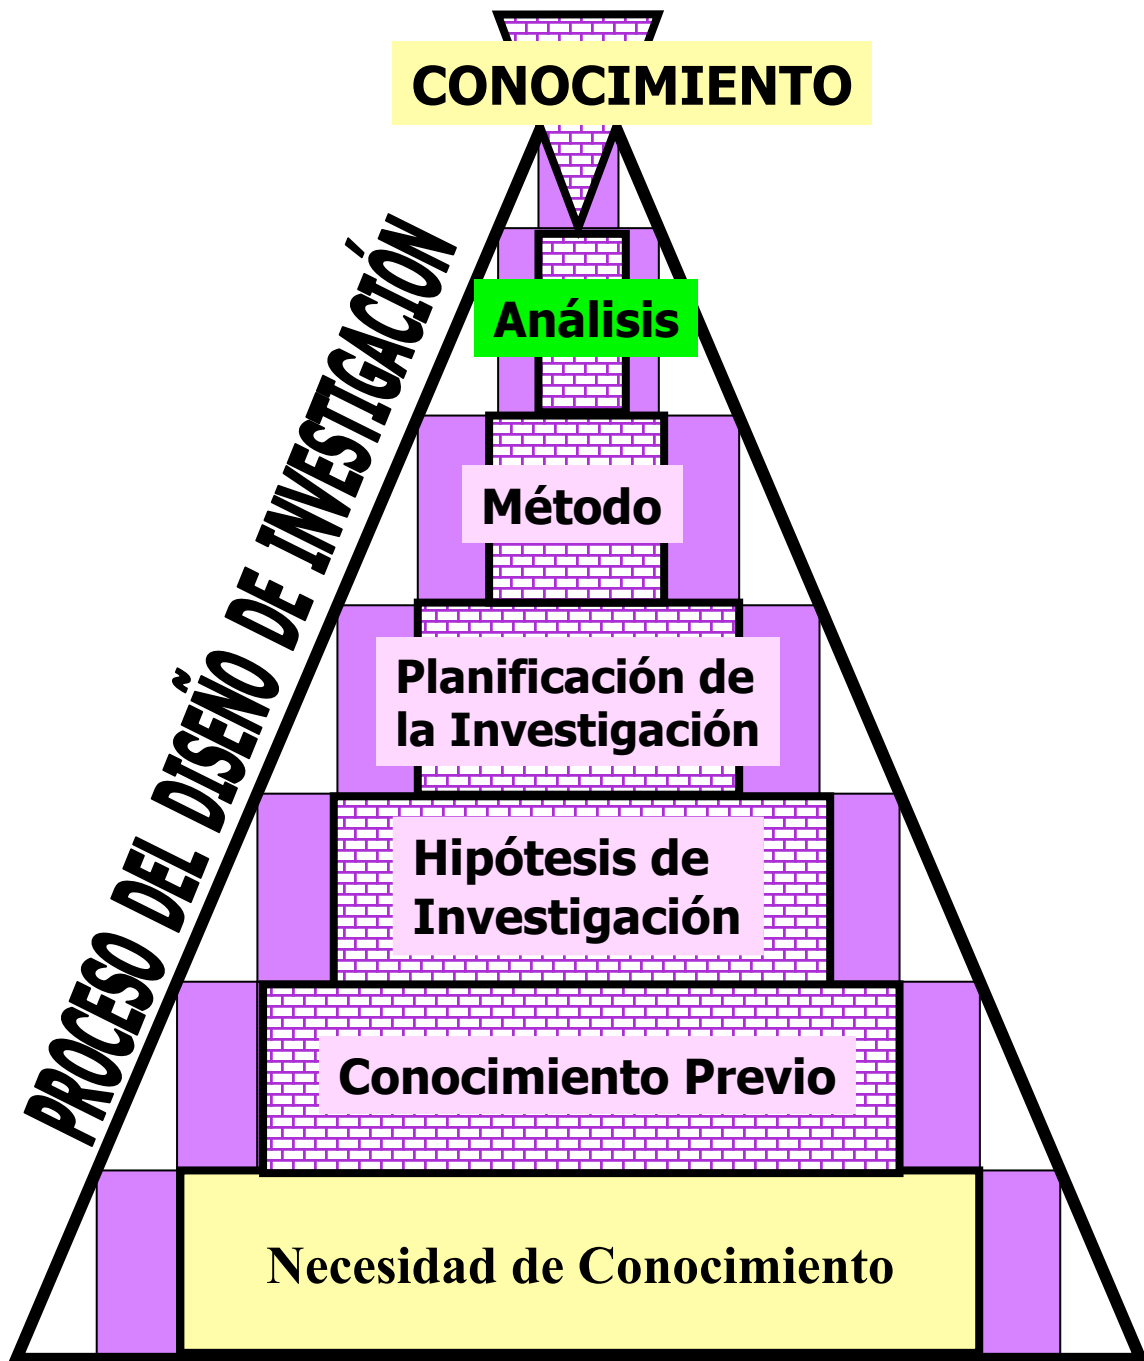 CONOCIMIENTO
PROCESO DEL DISEÑO DE INVESTIGACIÓN
Análisis
Método
Planificación de
la Investigación
Hipótesis de
Investigación
Conocimiento Previo
Necesidad de Conocimiento